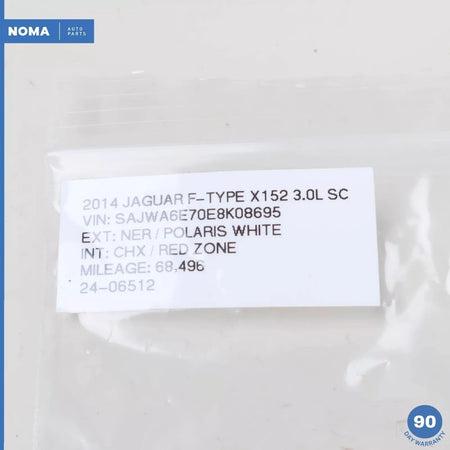 NOMA AUTO PARTS
2014 JAGUAR F-TYPE X152 3.0L SC
VIN: SAJWA6E70E8K08695
EXT: NER / POLARIS WHITE
INT: CHX / RED ZONE
MILEAGE: 68,496
24-06512
90
DAY WARRANTY